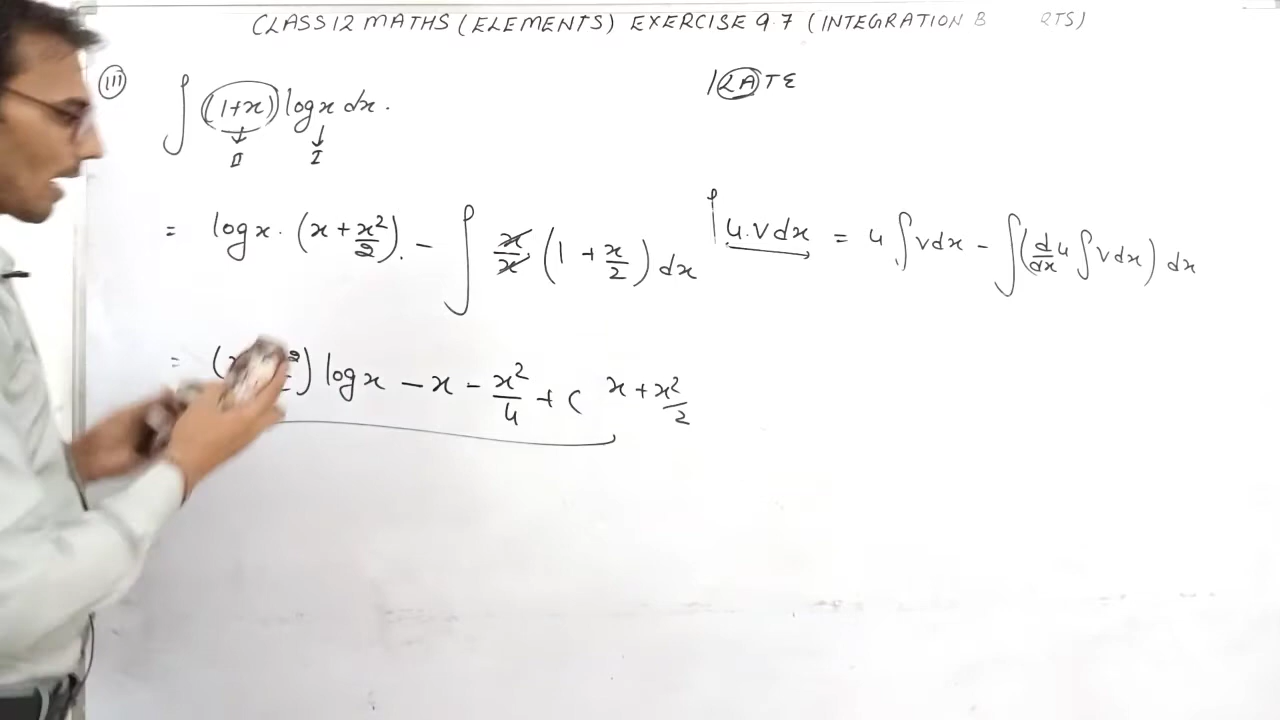 CLASS 12 MATHS (ELEMENTS) EXERCISE 9.7 (INTEGRATION B RTS)
(III) ∫ (1+x) log x dx.
↓ ↓
II I
ILATE
= log x · (x + x²/2) - ∫ x/x (1 + x/2) dx
∫ u.v dx = u ∫ v dx - ∫ (d/dx u ∫ v dx) dx
= ( ) log x - x - x²/4 + C
x + x²/2